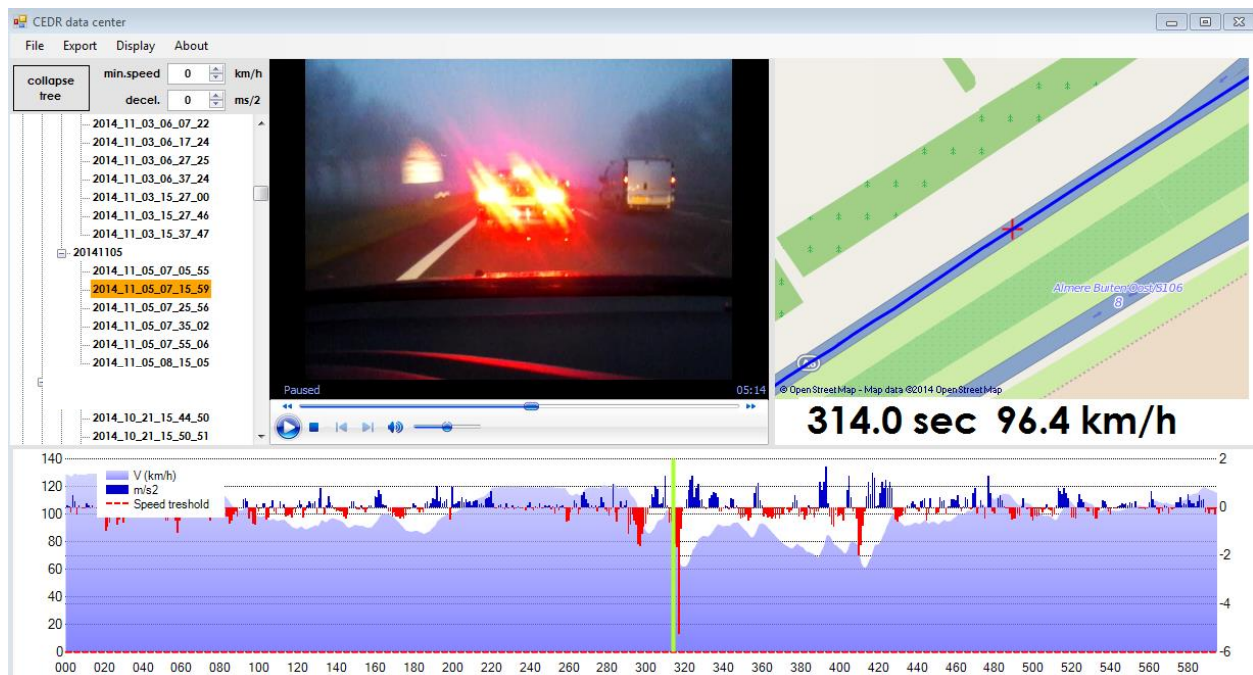 CEDR data center
File Export Display About
collapse tree
min.speed 0 km/h
decel. 0 ms/2
2014_11_03_06_07_22
2014_11_03_06_17_24
2014_11_03_06_27_25
2014_11_03_06_37_24
2014_11_03_15_27_00
2014_11_03_15_27_46
2014_11_03_15_37_47
20141105
2014_11_05_07_05_55
2014_11_05_07_15_59
2014_11_05_07_25_56
2014_11_05_07_35_02
2014_11_05_07_55_06
2014_11_05_08_15_05
2014_10_21_15_44_50
2014_10_21_15_50_51
Paused 05:14
Almere Buiten Oost/8106
8
© OpenStreetMap - Map data ©2014 OpenStreetMap
314.0 sec 96.4 km/h
V (km/h)
m/s2
Speed treshold
140 2
120
100 0
80
-2
60
40 -4
20
0 -6
000 020 040 060 080 100 120 140 160 180 200 220 240 260 280 300 320 340 360 380 400 420 440 460 480 500 520 540 560 580